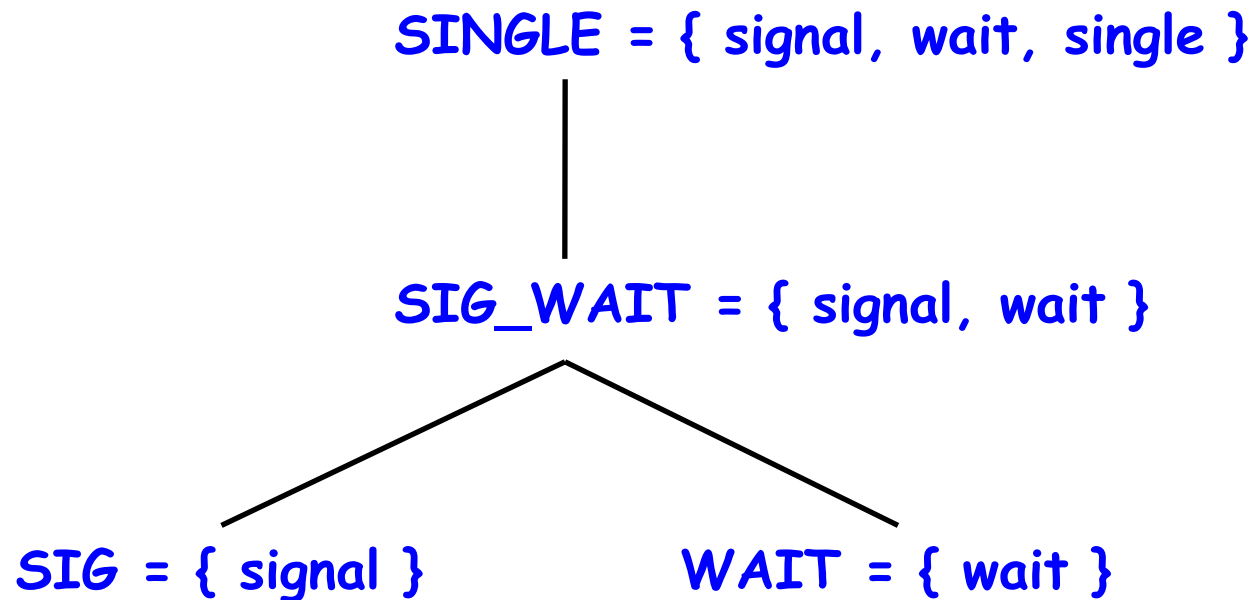 SINGLE = { signal, wait, single }
SIG_WAIT = { signal, wait }
SIG = { signal } WAIT = { wait }